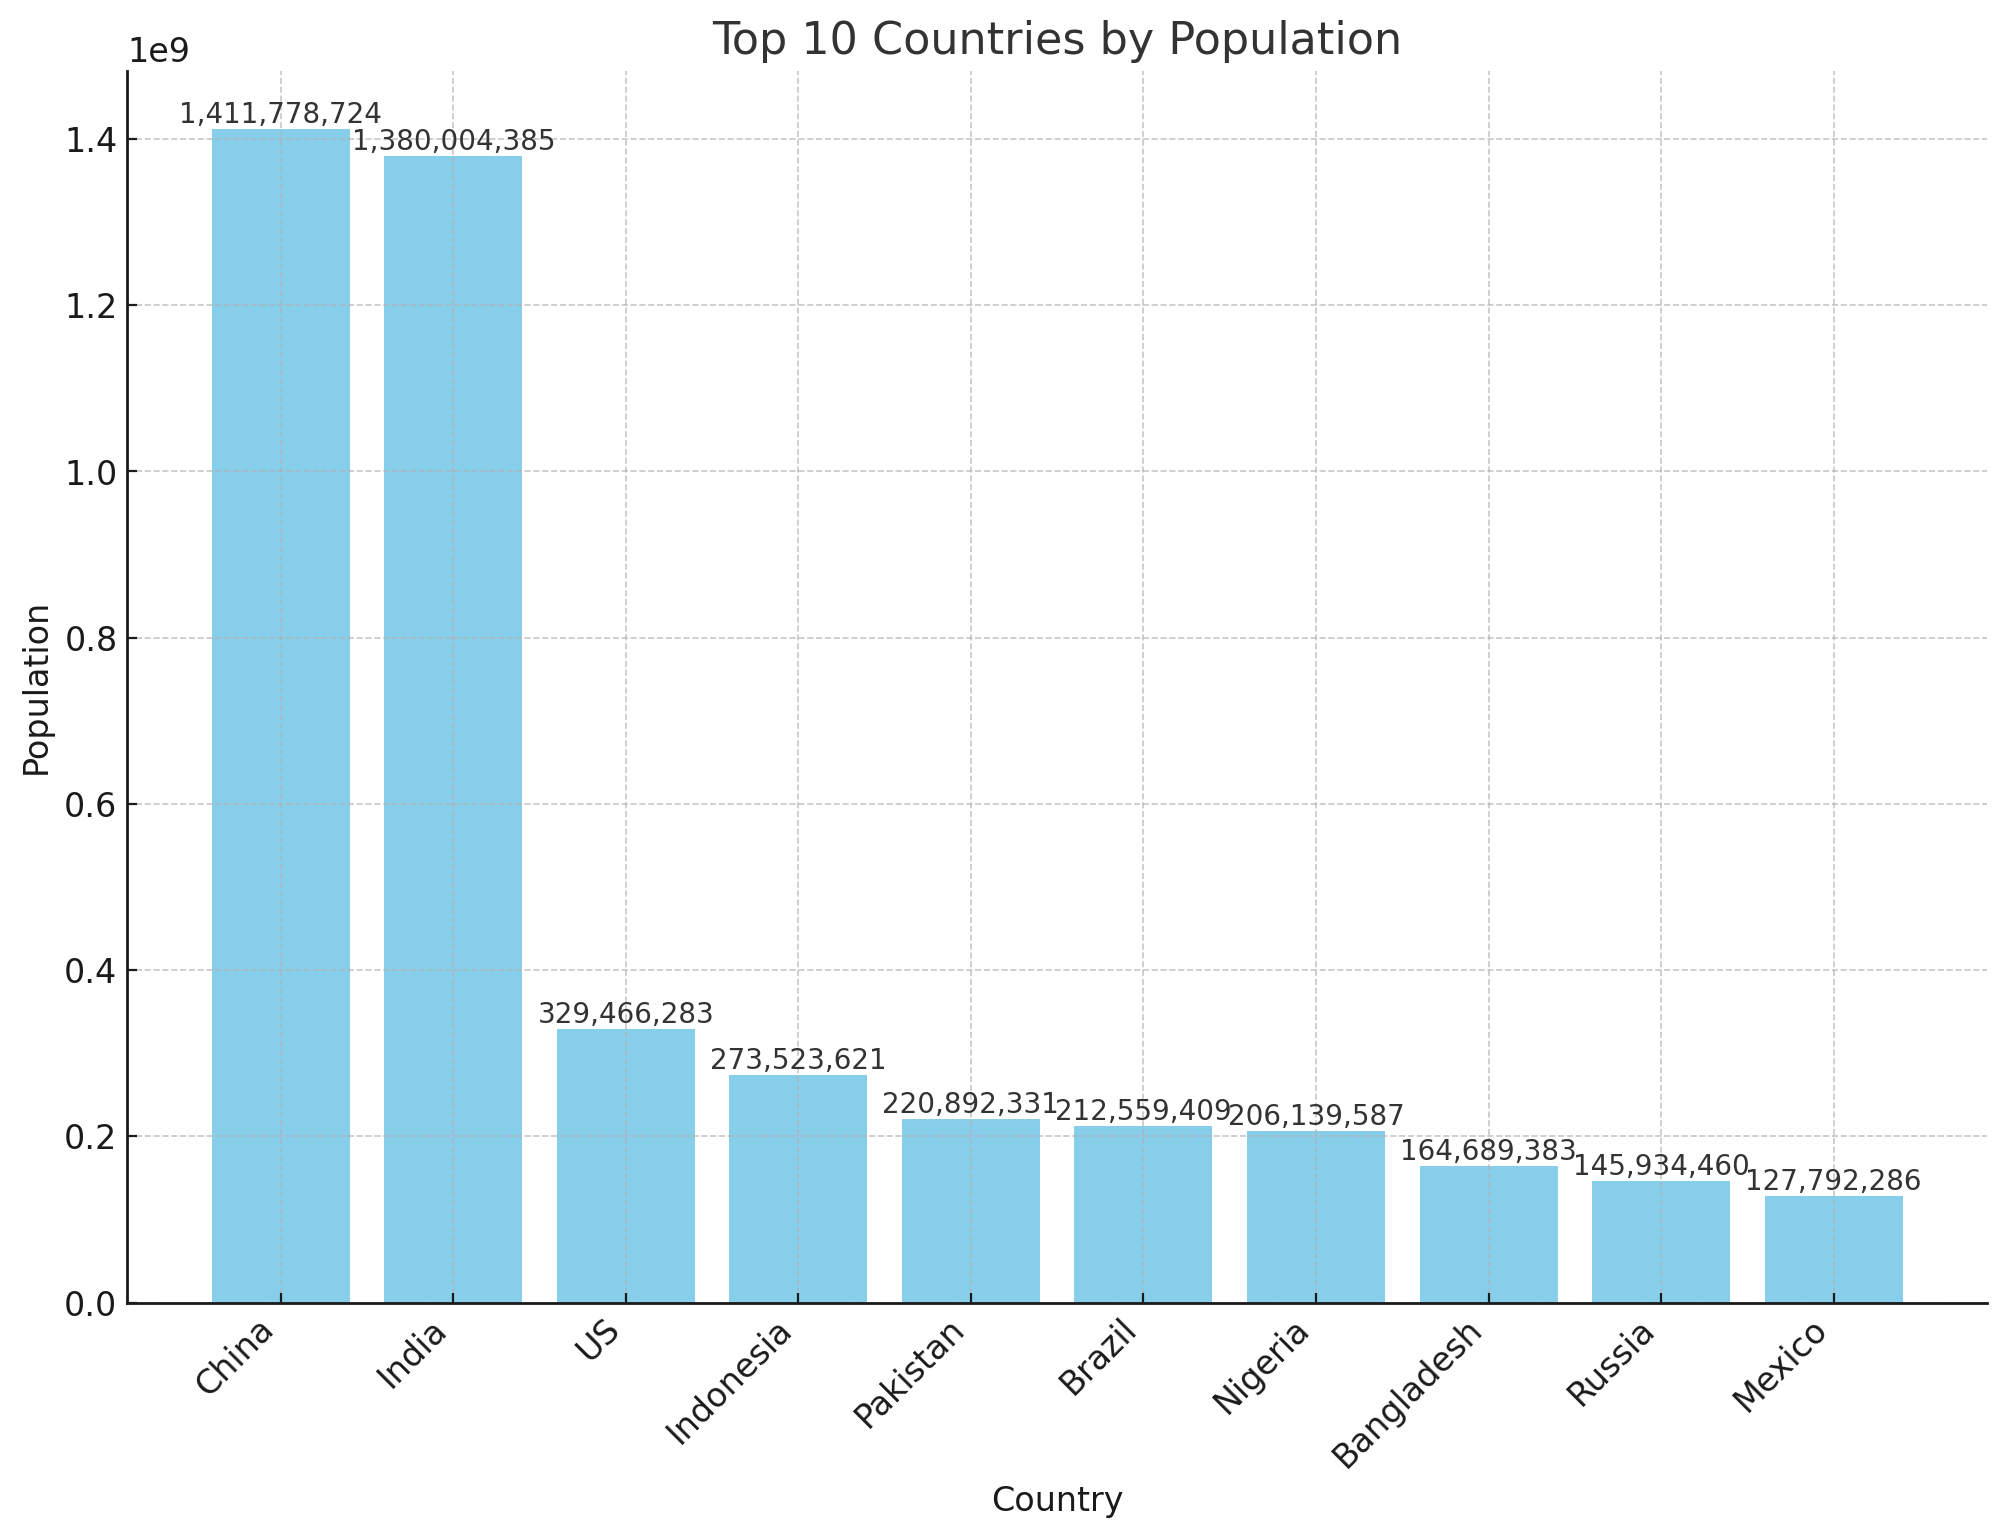 Top 10 Countries by Population
1e9
1,411,778,724
1,380,004,385
329,466,283
273,523,621
220,892,331
212,559,409
206,139,587
164,689,383
145,934,460
127,792,286
1.4
1.2
1.0
0.8
0.6
0.4
0.2
0.0
Population
China
India
US
Indonesia
Pakistan
Brazil
Nigeria
Bangladesh
Russia
Mexico
Country